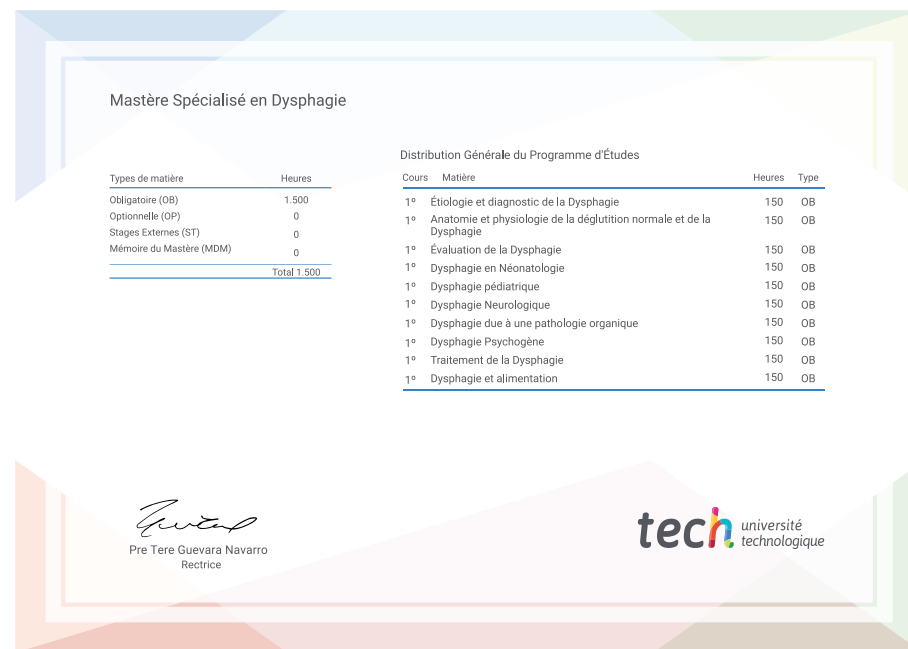 Mastère Spécialisé en Dysphagie
Types de matière Heures
Obligatoire (OB) 1.500
Optionnelle (OP) 0
Stages Externes (ST) 0
Mémoire du Mastère (MDM) 0
Total 1.500
Distribution Générale du Programme d'Études
Cours Matière Heures Type
1º Étiologie et diagnostic de la Dysphagie 150 OB
1º Anatomie et physiologie de la déglutition normale et de la 150 OB
Dysphagie
1º Évaluation de la Dysphagie 150 OB
1º Dysphagie en Néonatologie 150 OB
1º Dysphagie pédiatrique 150 OB
1º Dysphagie Neurologique 150 OB
1º Dysphagie due à une pathologie organique 150 OB
1º Dysphagie Psychogène 150 OB
1º Traitement de la Dysphagie 150 OB
1º Dysphagie et alimentation 150 OB
Pre Tere Guevara Navarro
Rectrice
tech université
technologique